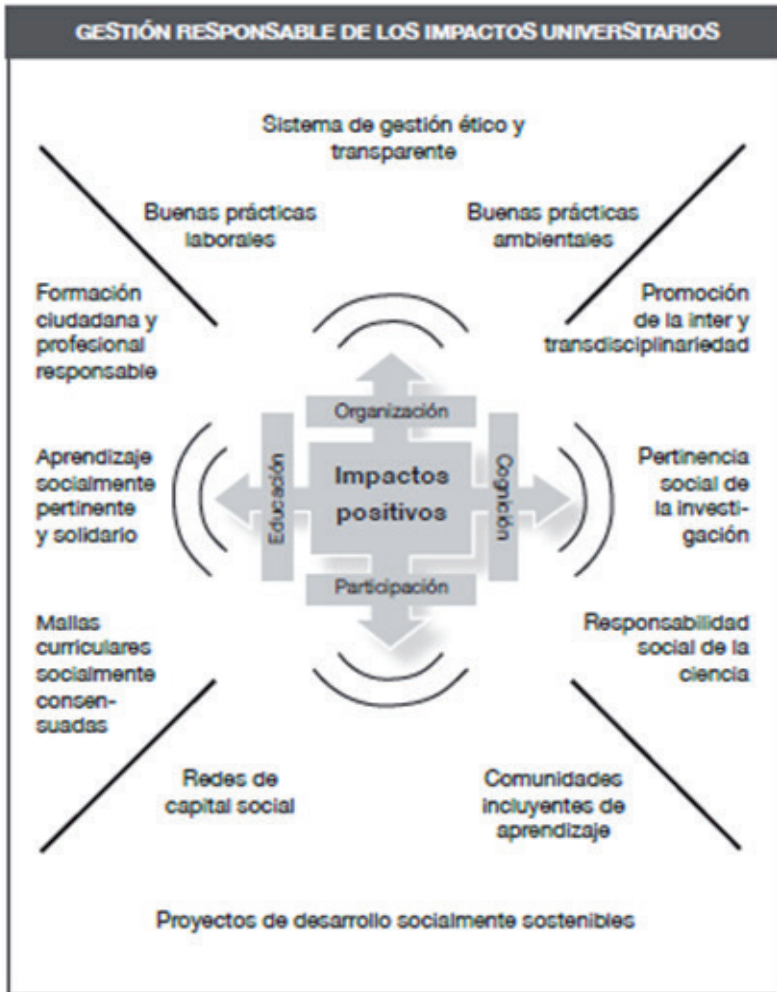 GESTIÓN RESPONSABLE DE LOS IMPACTOS UNIVERSITARIOS
Sistema de gestión ético y
transparente
Buenas prácticas
laborales
Buenas prácticas
ambientales
Formación
ciudadana y
profesional
responsable
Promoción
de la inter y
transdisciplinariedad
Organización
Aprendizaje
socialmente
pertinente
y solidario
Educación
Impactos
positivos
Cognición
Pertinencia
social de
la investi-
gación
Participación
Mallas
curriculares
socialmente
consen-
suadas
Responsabilidad
social de la
ciencia
Redes de
capital social
Comunidades
incluyentes de
aprendizaje
Proyectos de desarrollo socialmente sostenibles